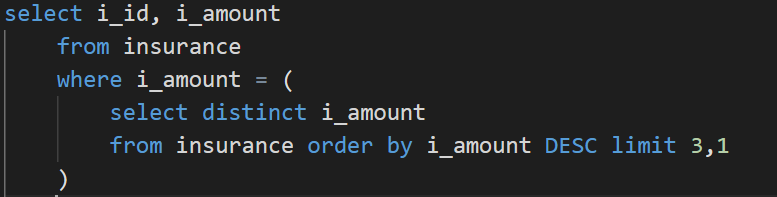 select i_id, i_amount
from insurance
where i_amount = (
select distinct i_amount
from insurance order by i_amount DESC limit 3,1
)